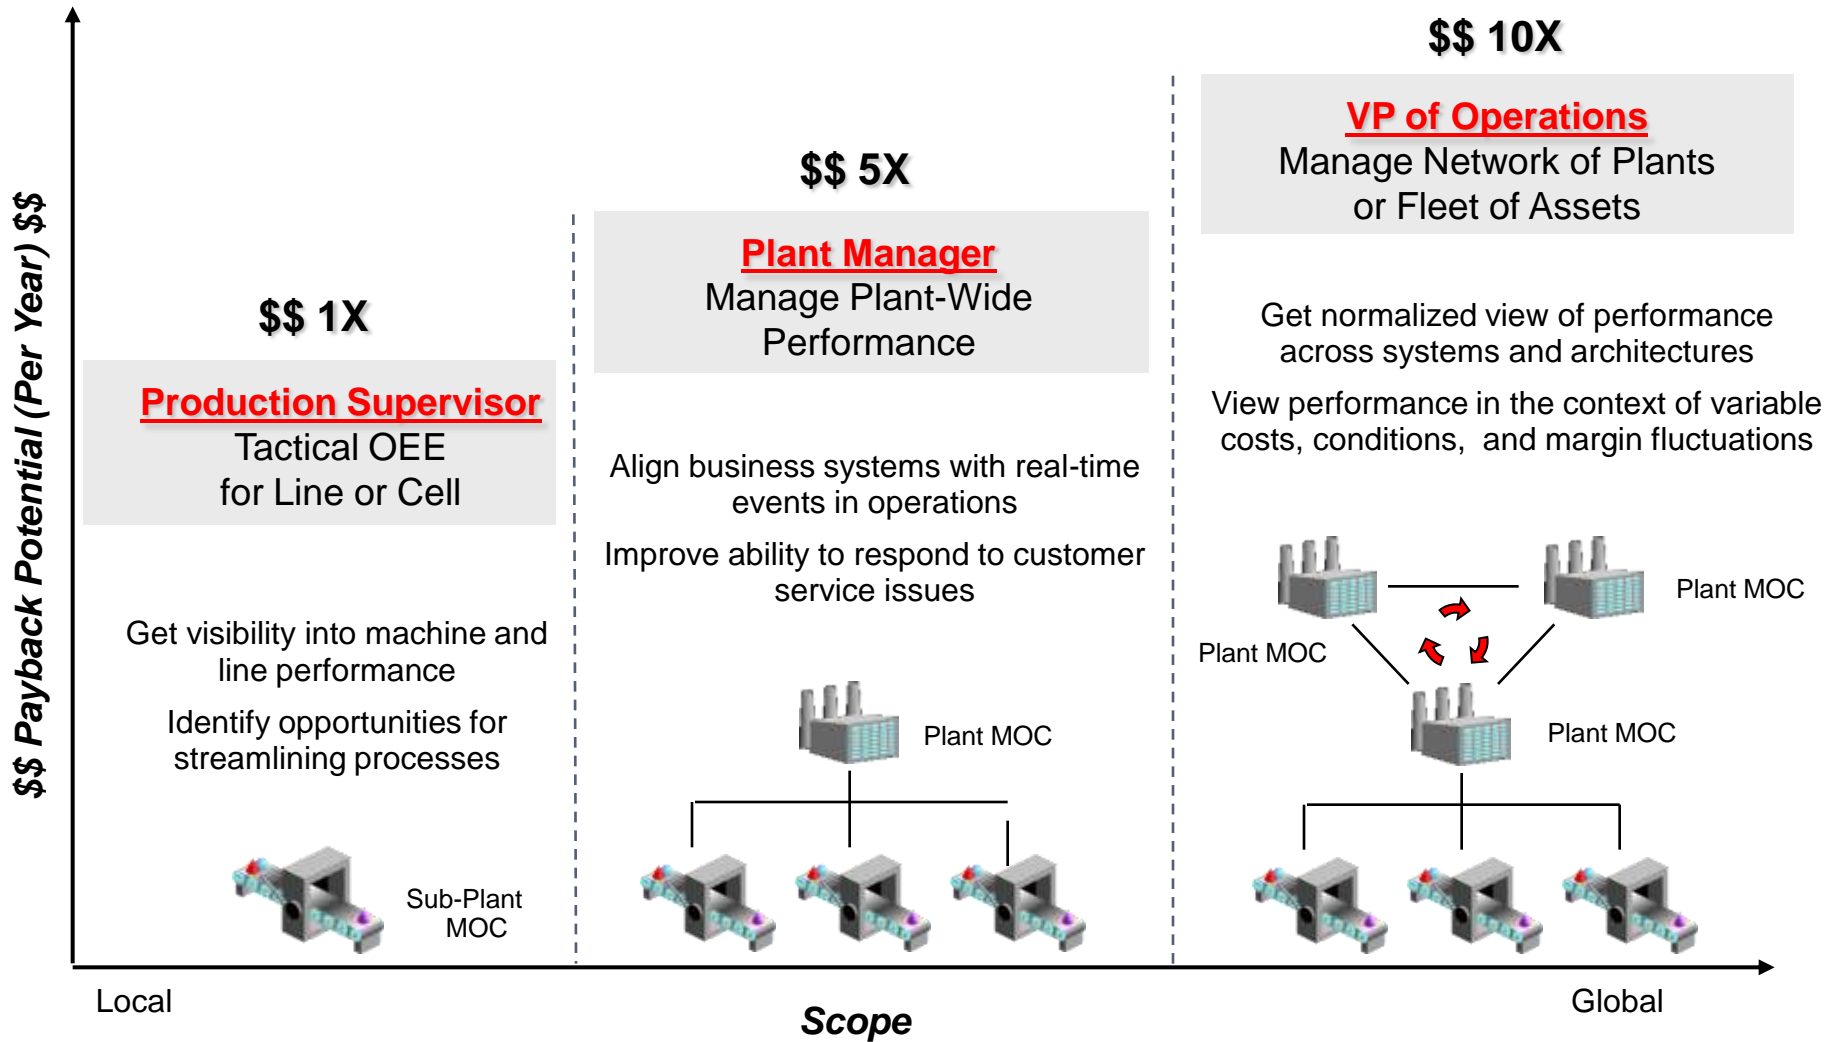 $$ Payback Potential (Per Year) $$
$$ 1X
Production Supervisor
Tactical OEE
for Line or Cell
Get visibility into machine and
line performance
Identify opportunities for
streamlining processes
Sub-Plant
MOC
$$ 5X
Plant Manager
Manage Plant-Wide
Performance
Align business systems with real-time
events in operations
Improve ability to respond to customer
service issues
Plant MOC
$$ 10X
VP of Operations
Manage Network of Plants
or Fleet of Assets
Get normalized view of performance
across systems and architectures
View performance in the context of variable
costs, conditions,  and margin fluctuations
Plant MOC
Plant MOC
Plant MOC
Local
Scope
Global